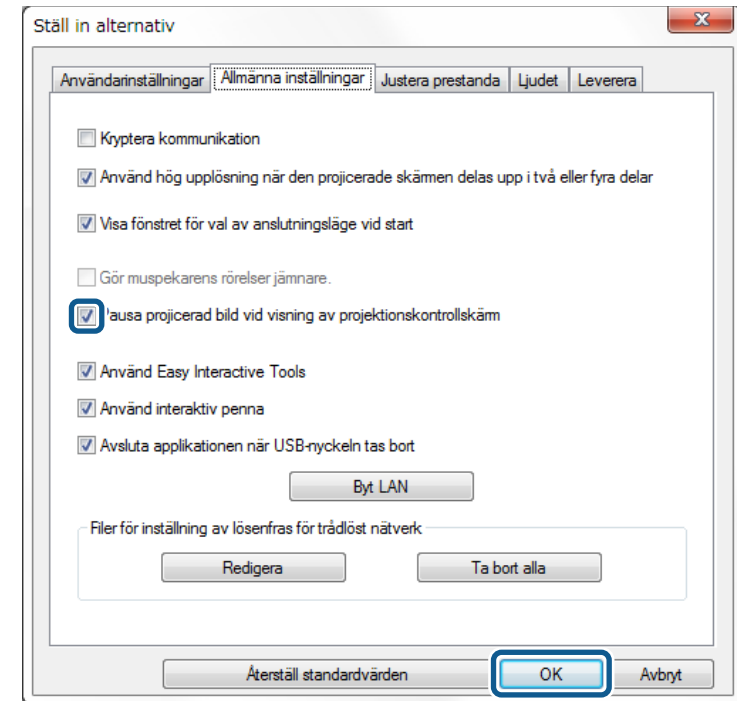 Ställ in alternativ
Användarinställningar Allmänna inställningar Justera prestanda Ljudet Leverera
Kryptera kommunikation
Använd hög upplösning när den projicerade skärmen delas upp i två eller fyra delar
Visa fönstret för val av anslutningsläge vid start
Gör muspekarens rörelser jämnare.
Pausa projicerad bild vid visning av projektionskontrollskärm
Använd Easy Interactive Tools
Använd interaktiv penna
Avsluta applikationen när USB-nyckeln tas bort
Byt LAN
Filer för inställning av lösenfras för trådlöst nätverk
Redigera Ta bort alla
Återställ standardvärden OK Avbryt